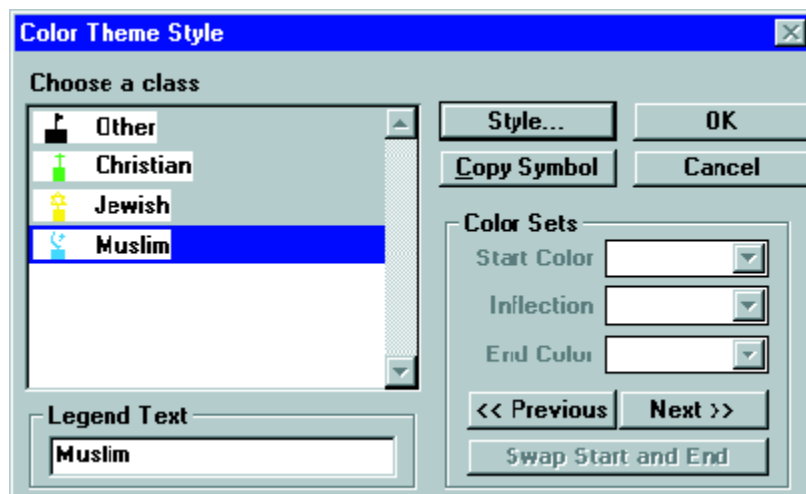 Color Theme Style
Choose a class
Other
Christian
Jewish
Muslim
Legend Text
Muslim
Style...
OK
Copy Symbol
Cancel
Color Sets
Start Color
Inflection
End Color
<< Previous
Next >>
Swap Start and End